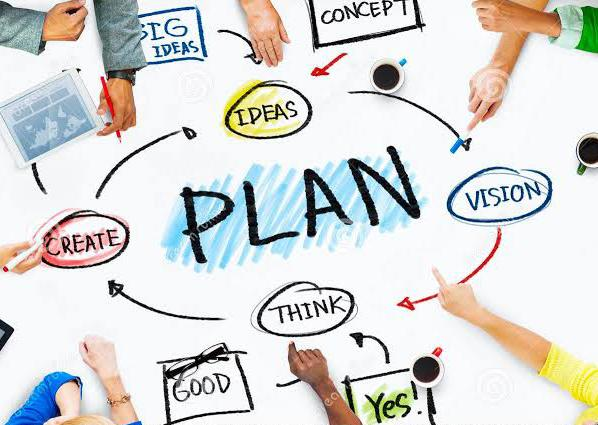 CONCEPT
BIG
IDEAS
IDEAS
PLAN
VISION
CREATE
THINK
GOOD
Yes!